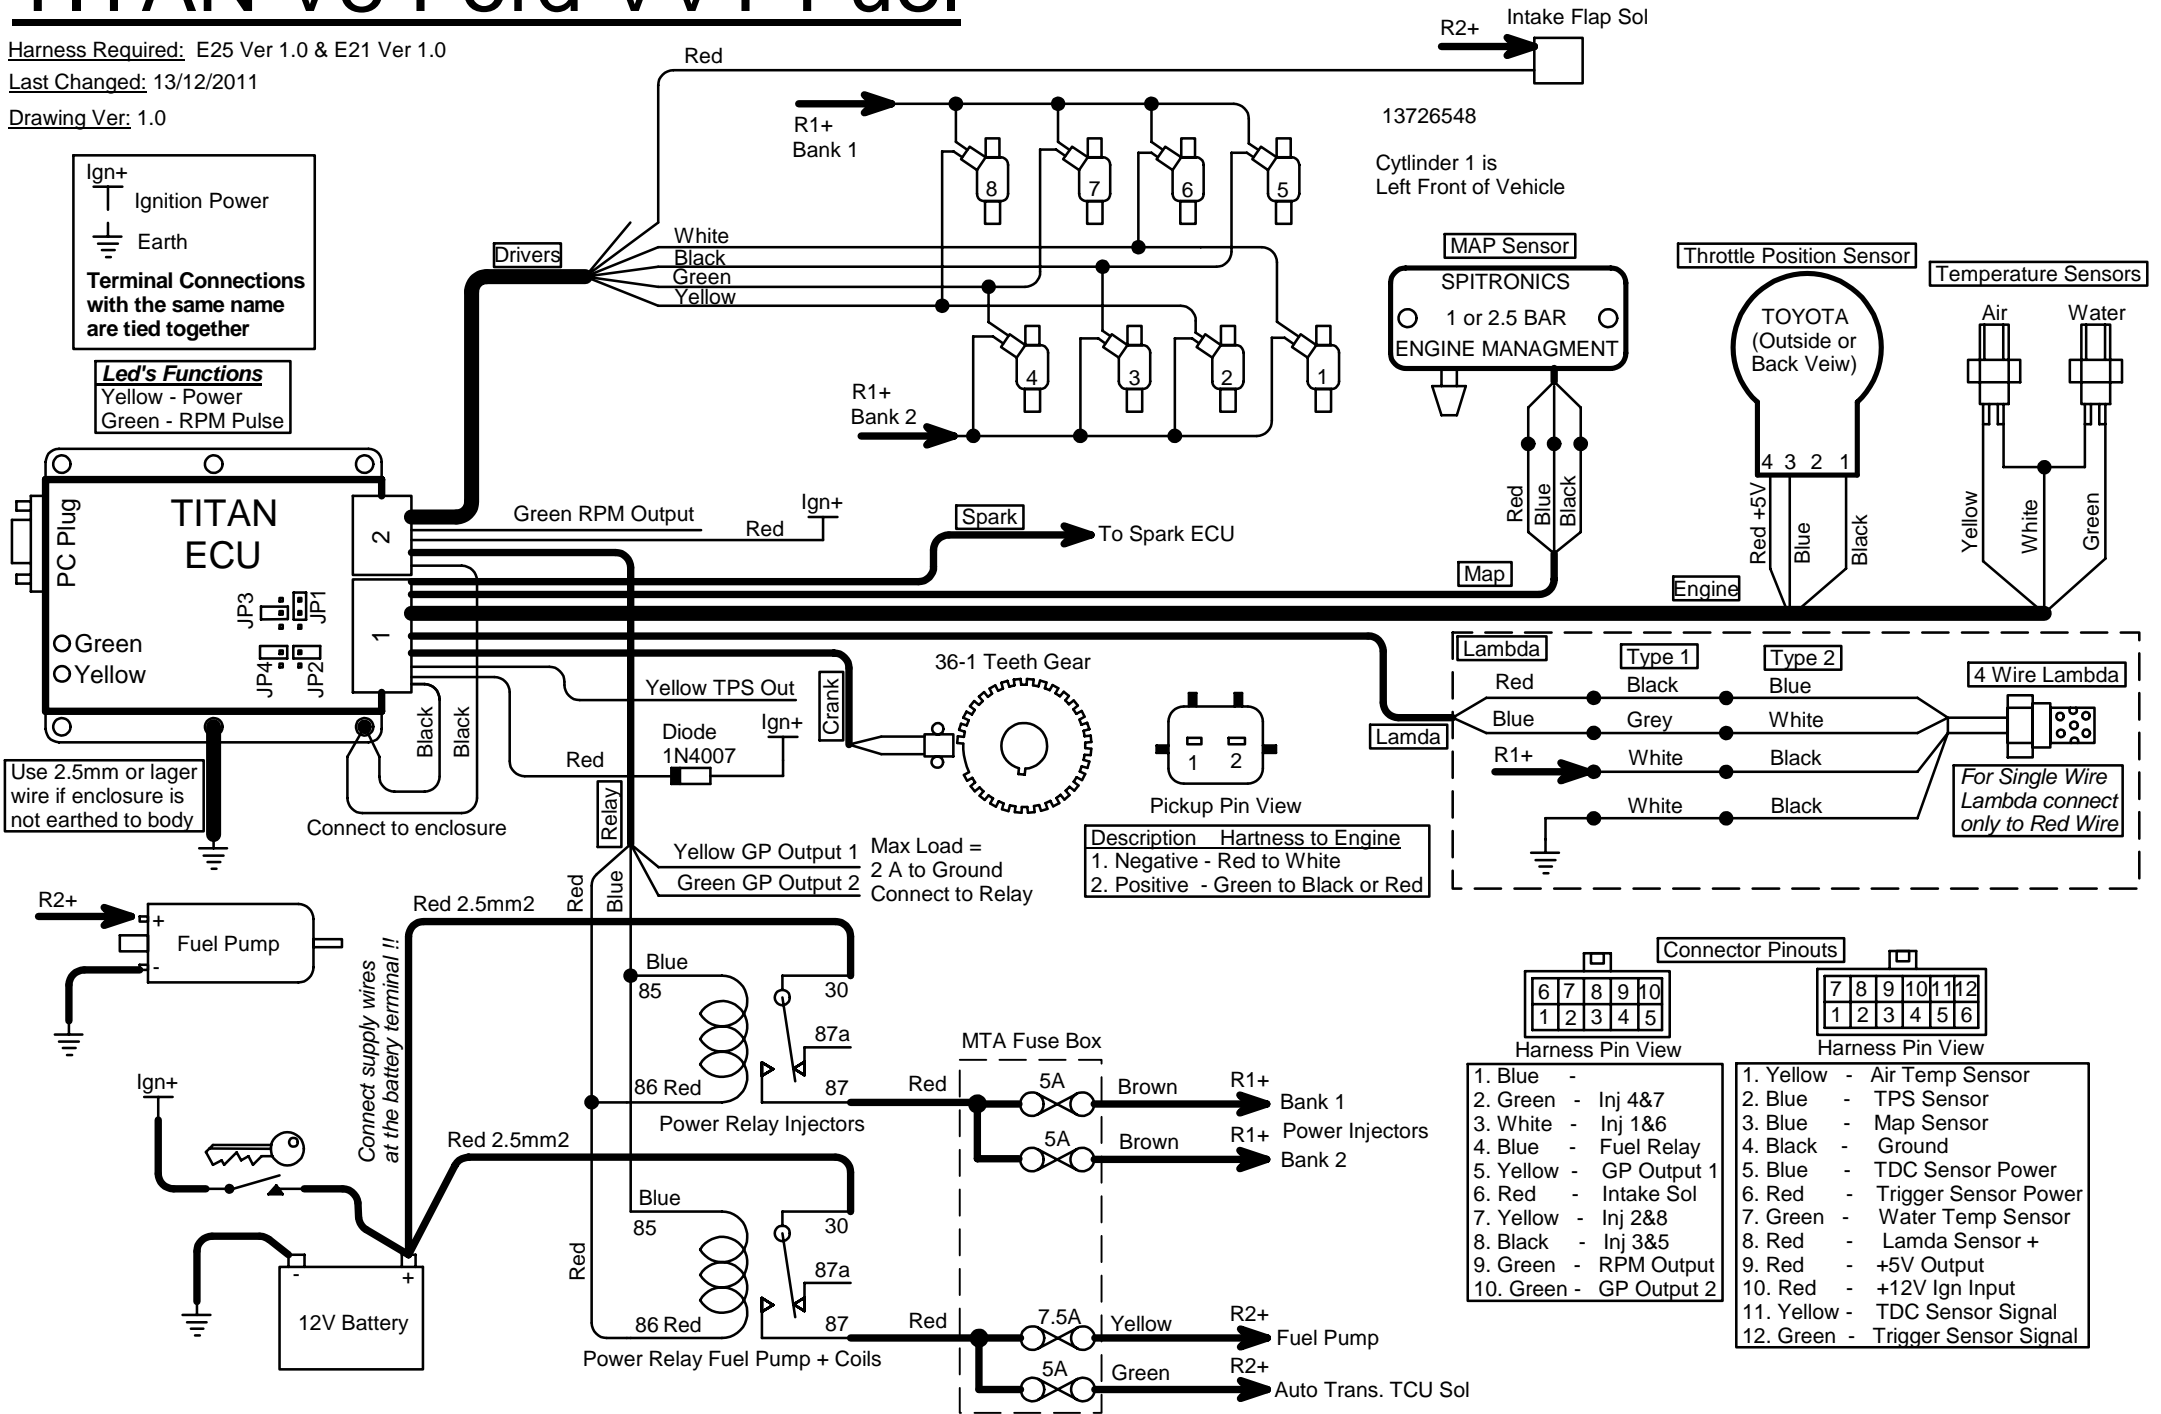 TITAN V8 Ford VVT Fuel
Harness Required: E25 Ver 1.0 & E21 Ver 1.0
Last Changed: 13/12/2011
Drawing Ver: 1.0
Ign+
Ignition Power
Earth
Terminal Connections
with the same name
are tied together
Led's Functions
Yellow - Power
Green - RPM Pulse
Red
R2+
Intake Flap Sol
13726548
Cytlinder 1 is
Left Front of Vehicle
R1+
Bank 1
8
7
6
5
Drivers
White
Black
Green
Yellow
4
3
2
1
R1+
Bank 2
MAP Sensor
SPITRONICS
1 or 2.5 BAR
ENGINE MANAGMENT
Red
Blue
Black
Throttle Position Sensor
TOYOTA
(Outside or
Back Veiw)
4 3 2 1
Red +5V
Blue
Black
Temperature Sensors
Air
Water
Yellow
White
Green
PC Plug
TITAN
ECU
2
1
JP3
JP1
JP4
JP2
Green
Yellow
Green RPM Output
Red
Ign+
Spark
To Spark ECU
Map
Engine
Black
Black
Connect to enclosure
Use 2.5mm or lager
wire if enclosure is
not earthed to body
Yellow TPS Out
Diode
1N4007
Ign+
Red
Crank
36-1 Teeth Gear
1
2
Pickup Pin View
Description Hartness to Engine
1. Negative - Red to White
2. Positive - Green to Black or Red
Lamda
Lambda
Type 1
Type 2
4 Wire Lambda
Red
Black
Blue
Blue
Grey
White
R1+
White
Black
White
Black
For Single Wire
Lambda connect
only to Red Wire
Relay
Yellow GP Output 1
Green GP Output 2
Max Load =
2 A to Ground
Connect to Relay
Red
Blue
R2+
+
Fuel Pump
-
Red 2.5mm2
Connect supply wires
at the battery terminal !!
Blue
85
30
87a
86 Red
87
Power Relay Injectors
Red
MTA Fuse Box
5A
Brown
R1+
Bank 1
5A
Brown
R1+
Power Injectors
Bank 2
Ign+
Red 2.5mm2
-
+
12V Battery
Red
Blue
85
30
87a
86 Red
87
Power Relay Fuel Pump + Coils
Red
7.5A
Yellow
R2+
Fuel Pump
5A
Green
R2+
Auto Trans. TCU Sol
Connector Pinouts
6 7 8 9 10
1 2 3 4 5
Harness Pin View
1. Blue -
2. Green - Inj 4&7
3. White - Inj 1&6
4. Blue - Fuel Relay
5. Yellow - GP Output 1
6. Red - Intake Sol
7. Yellow - Inj 2&8
8. Black - Inj 3&5
9. Green - RPM Output
10. Green - GP Output 2
7 8 9 10 11 12
1 2 3 4 5 6
Harness Pin View
1. Yellow - Air Temp Sensor
2. Blue - TPS Sensor
3. Blue - Map Sensor
4. Black - Ground
5. Blue - TDC Sensor Power
6. Red - Trigger Sensor Power
7. Green - Water Temp Sensor
8. Red - Lamda Sensor +
9. Red - +5V Output
10. Red - +12V Ign Input
11. Yellow - TDC Sensor Signal
12. Green - Trigger Sensor Signal